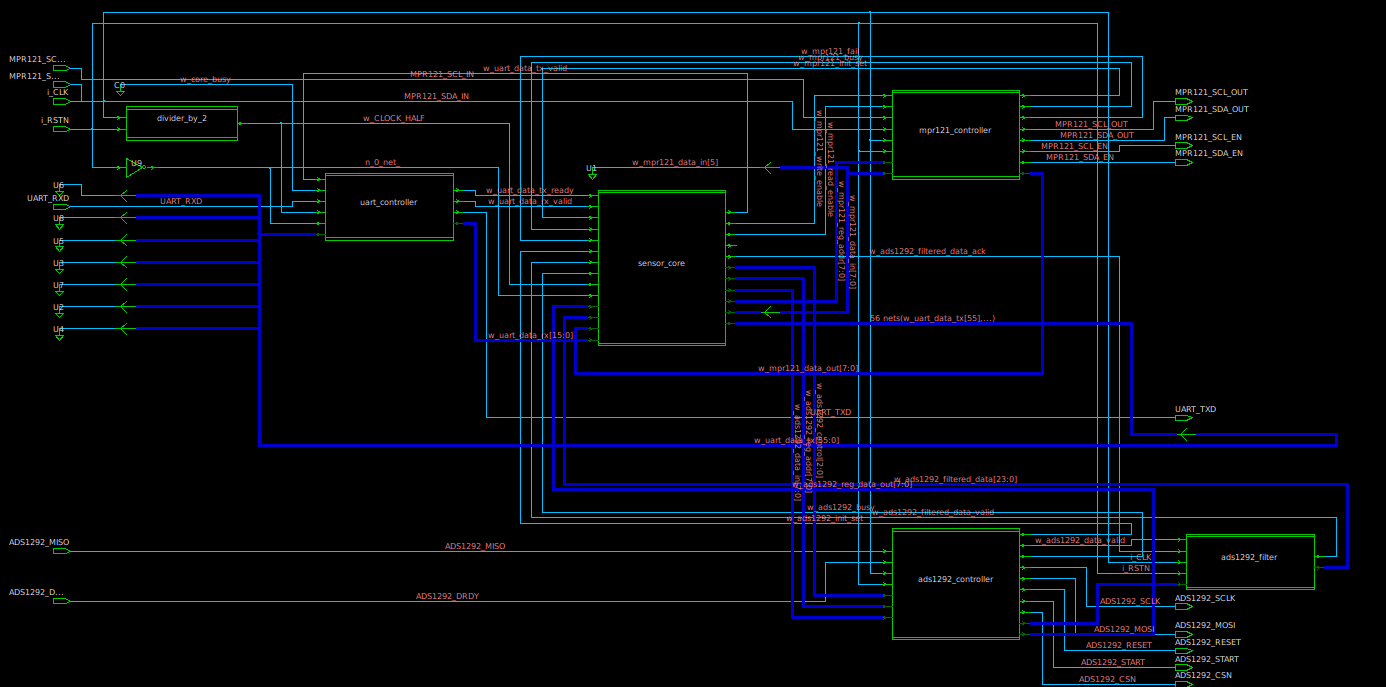 w_mpr121_fail
w_mpr121_busy
w_mpr121_init_set
MPR121_SC...
w_uart_data_tx_valid
MPR121_SCL_IN
MPR121_S...
w_core_busy
i_CLK
MPR121_SDA_IN
MPR121_SCL_OUT
MPR121_SDA_OUT
i_RSTN
divider_by_2
w_CLOCK_HALF
mpr121_controller
MPR121_SCL_OUT
MPR121_SDA_OUT
MPR121_SCL_EN
MPR121_SDA_EN
MPR121_SCL_EN
MPR121_SDA_EN
w_mpr121_write_enable
w_mpr121_read_enable
w_mpr121_reg_addr[7:0]
w_mpr121_data_in[7:0]
U9
n_0_net_
U1
w_mpr121_data_in[5]
U6
UART_RXD
UART_RXD
uart_controller
w_uart_data_tx_ready
w_uart_data_rx_valid
U8
U5
U3
U7
U2
U4
sensor_core
w_ads1292_filtered_data_ack
56 nets(w_uart_data_tx[55],...)
w_uart_data_rx[15:0]
w_mpr121_data_out[7:0]
UART_TXD
UART_TXD
w_uart_data_tx[55:0]
w_ads1292_data_in[7:0]
w_ads1292_reg_addr[7:0]
w_ads1292_control[2:0]
w_ads1292_filtered_data[23:0]
w_ads1292_reg_data_out[7:0]
w_ads1292_busy
w_ads1292_filtered_data_valid
w_ads1292_init_set
ADS1292_MISO
ADS1292_MISO
w_ads1292_data_valid
i_CLK
i_RSTN
ads1292_filter
ads1292_controller
ADS1292_D...
ADS1292_DRDY
ADS1292_SCLK
ADS1292_SCLK
ADS1292_MOSI
ADS1292_MOSI
ADS1292_RESET
ADS1292_RESET
ADS1292_START
ADS1292_START
ADS1292_CSN
ADS1292_CSN